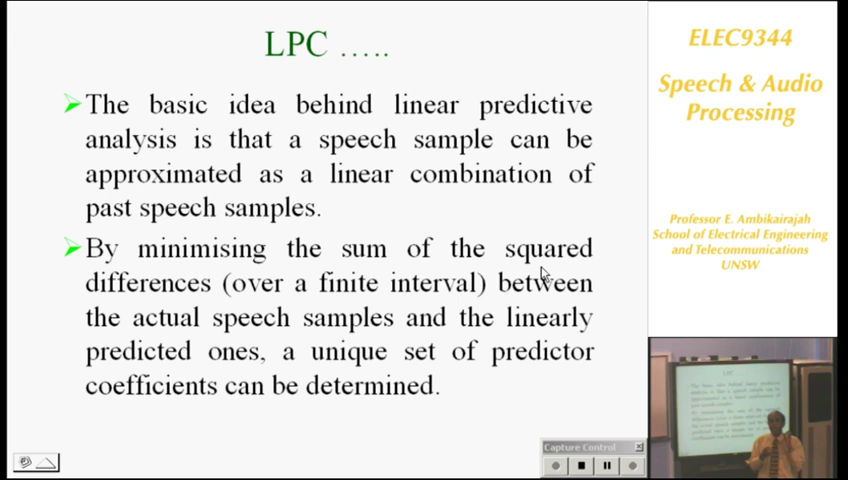 LPC .....
The basic idea behind linear predictive
analysis is that a speech sample can be
approximated as a linear combination of
past speech samples.
By minimising the sum of the squared
differences (over a finite interval) between
the actual speech samples and the linearly
predicted ones, a unique set of predictor
coefficients can be determined.
ELEC9344
Speech & Audio
Processing
Professor E. Ambikairajah
School of Electrical Engineering
and Telecommunications
UNSW
Capture Control